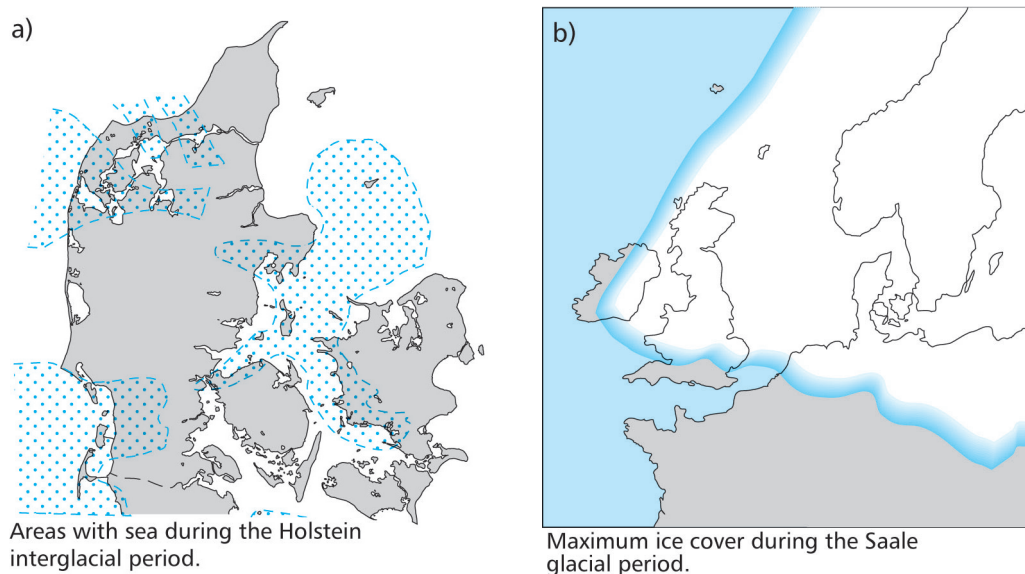 a)
Areas with sea during the Holstein
interglacial period.
b)
Maximum ice cover during the Saale
glacial period.